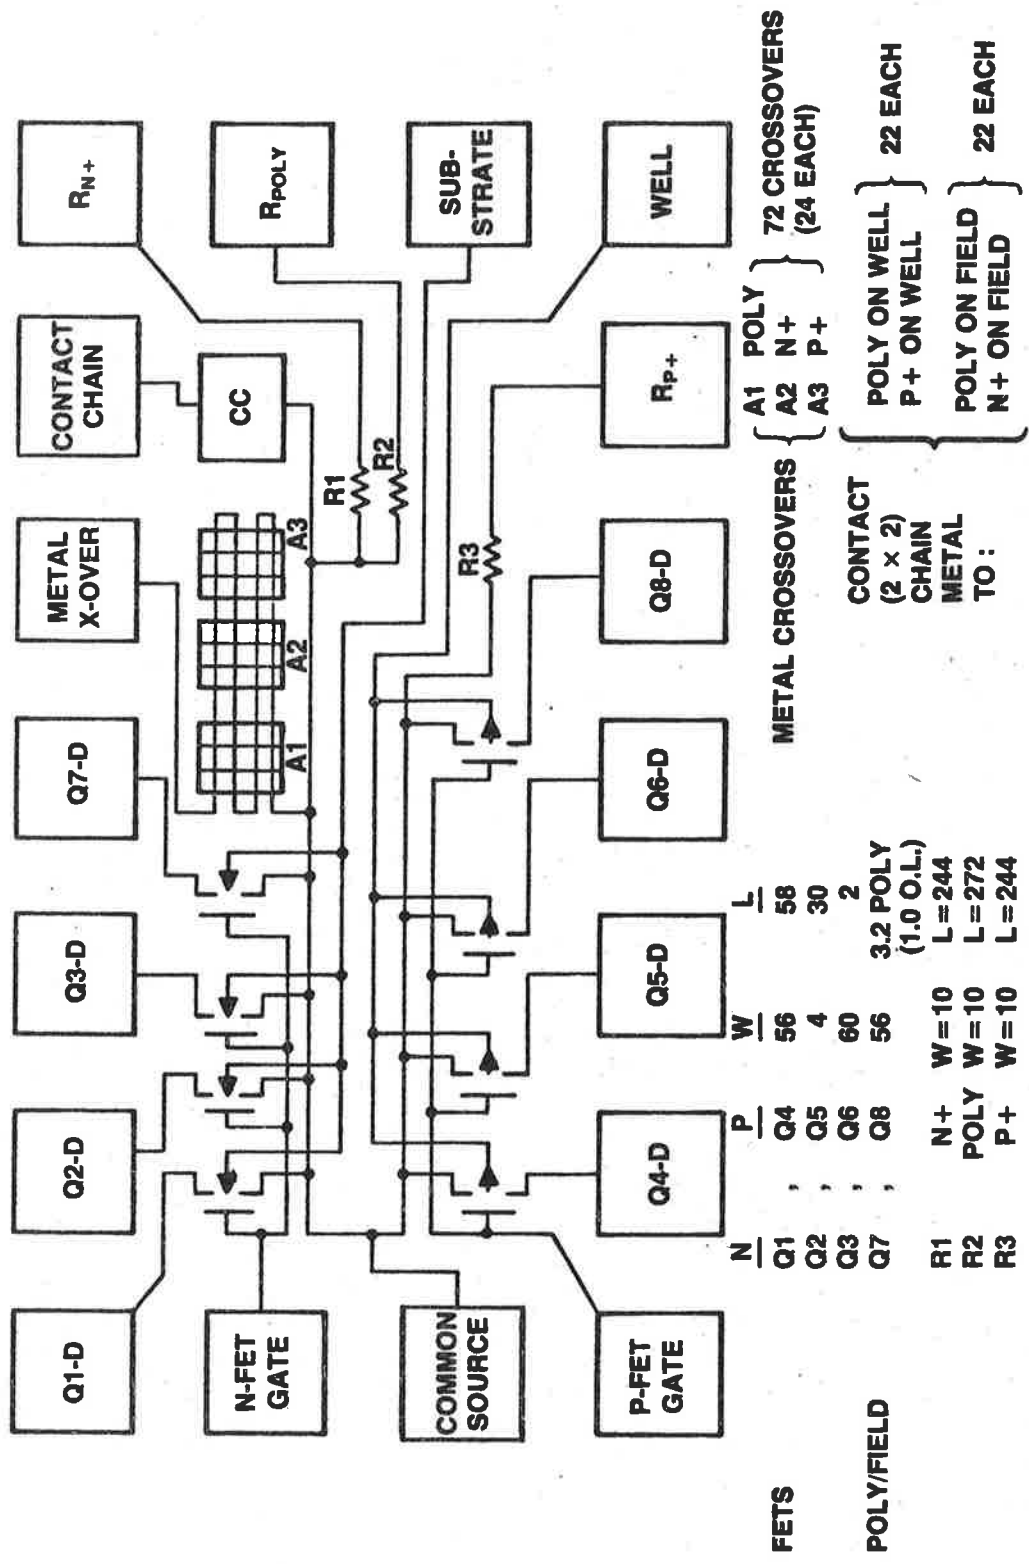 Q1-D
Q2-D
Q3-D
Q7-D
METAL
X-OVER
CONTACT
CHAIN
R_N+
N-FET
GATE
A1
A2
A3
CC
R_POLY
R1
R2
COMMON
SOURCE
SUB-
STRATE
R3
P-FET
GATE
Q4-D
Q5-D
Q6-D
Q8-D
R_P+
WELL
FETS
N P W L
Q1 , Q4 56 58
Q2 , Q5 4 30
Q3 , Q6 60 2
POLY/FIELD Q7 , Q8 56 3.2 POLY
(1.0 O.L.)
R1 N+ W=10 L=244
R2 POLY W=10 L=272
R3 P+ W=10 L=244
METAL CROSSOVERS { A1 POLY } 72 CROSSOVERS
A2 N+ (24 EACH)
A3 P+
CONTACT
(2 × 2)
CHAIN
METAL
TO :
POLY ON WELL } 22 EACH
P+ ON WELL
POLY ON FIELD } 22 EACH
N+ ON FIELD